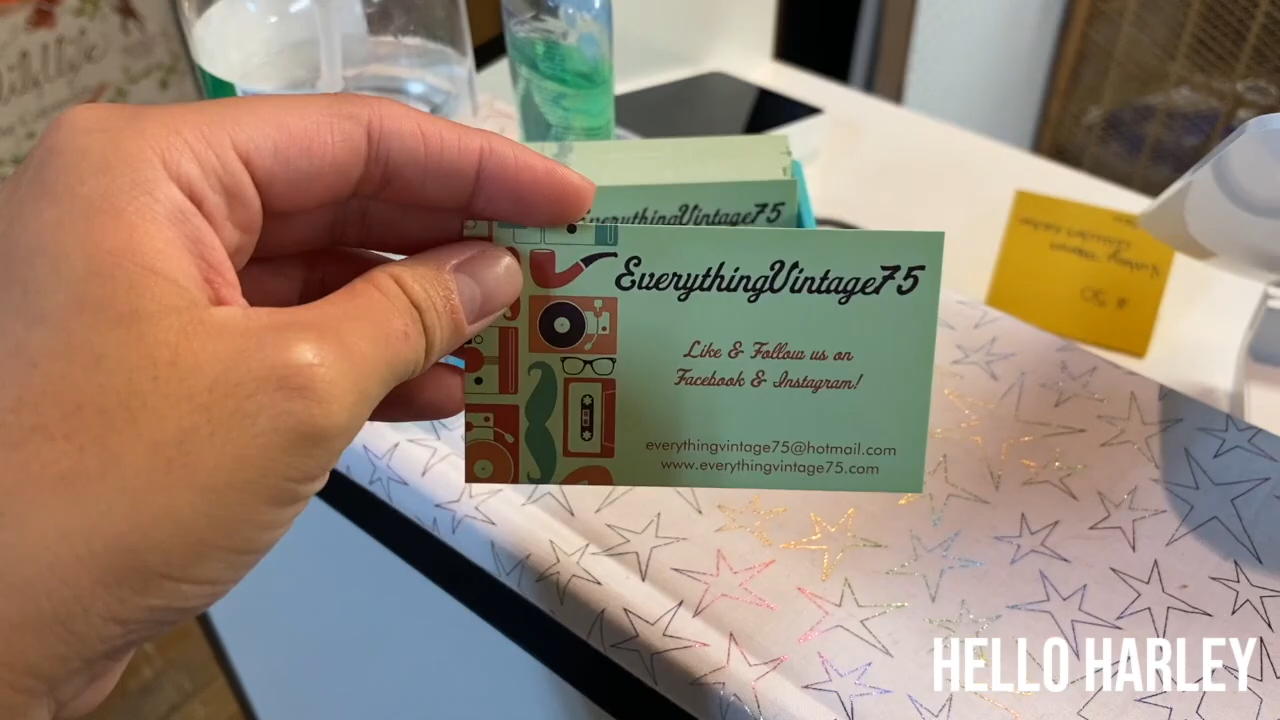 EverythingVintage75
EverythingVintage75
Like & Follow us on
Facebook & Instagram!
everythingvintage75@hotmail.com
www.everythingvintage75.com
HELLO HARLEY